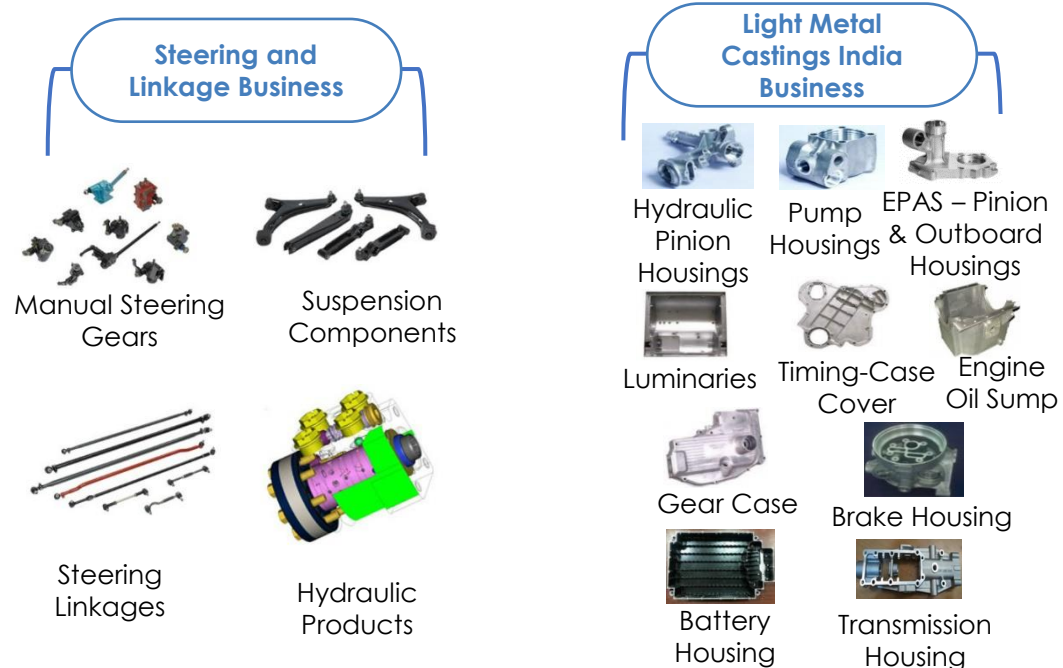 Steering and
Linkage Business
Manual Steering
Gears
Suspension
Components
Steering
Linkages
Hydraulic
Products
Light Metal
Castings India
Business
Hydraulic
Pinion
Housings
Pump
Housings
EPAS – Pinion
& Outboard
Housings
Luminaries
Timing-Case
Cover
Engine
Oil Sump
Gear Case
Brake Housing
Battery
Housing
Transmission
Housing